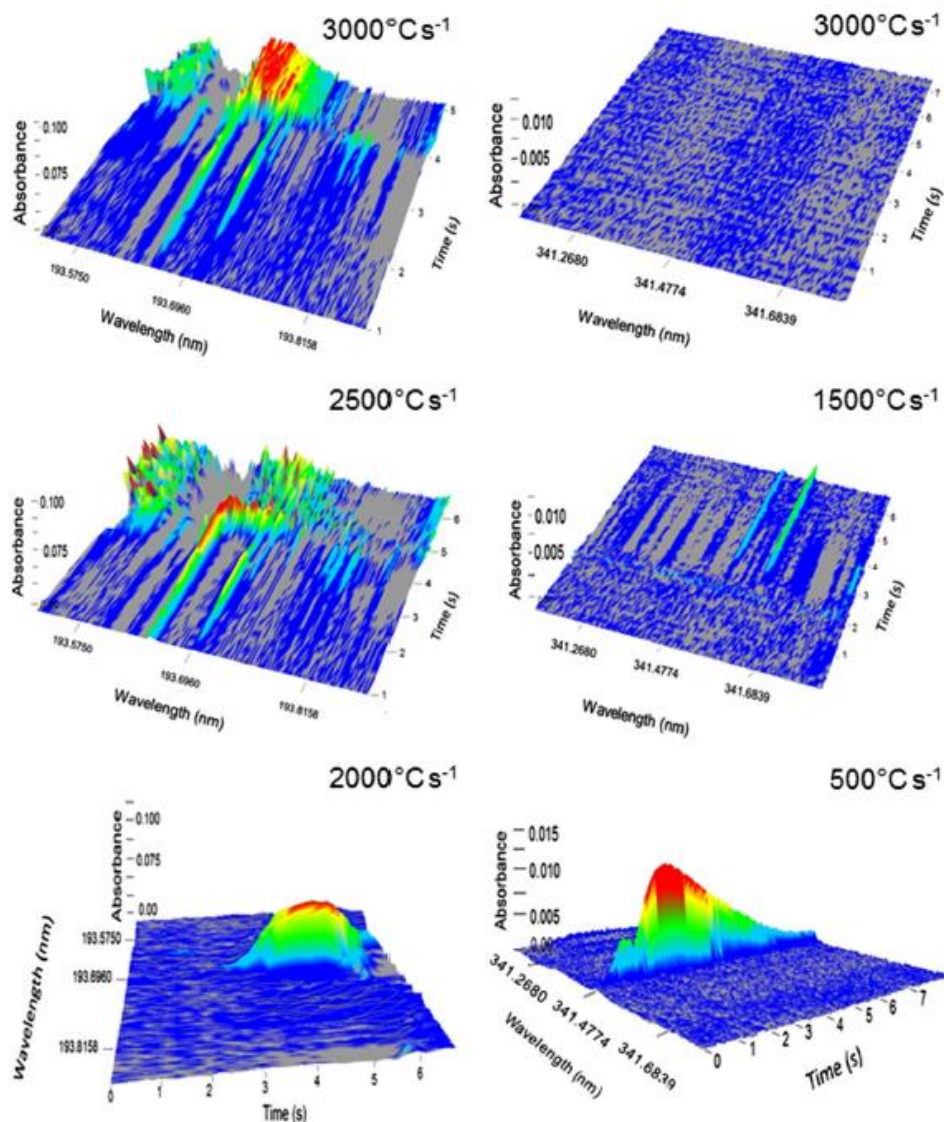 3000°Cs⁻¹
Absorbance
0.100
0.075
193.5750
193.6960
193.8158
Wavelength (nm)
1
2
3
4
5
Time (s)
3000°Cs⁻¹
Absorbance
0.010
0.005
341.2680
341.4774
341.6839
Wavelength (nm)
1
2
3
4
5
6
7
Time (s)
2500°Cs⁻¹
Absorbance
0.100
0.075
193.5750
193.6960
193.8158
Wavelength (nm)
1
2
3
4
5
6
Time (s)
1500°Cs⁻¹
Absorbance
0.010
0.005
341.2680
341.4774
341.6839
Wavelength (nm)
1
2
3
4
5
6
Time (s)
2000°Cs⁻¹
Absorbance
0.100
0.075
0.00
193.5750
193.6960
193.8158
Wavelength (nm)
0 1 2 3 4 5 6
Time (s)
500°Cs⁻¹
Absorbance
0.015
0.010
0.005
0.00
341.2680
341.4774
341.6839
Wavelength (nm)
0 1 2 3 4 5 6 7
Time (s)